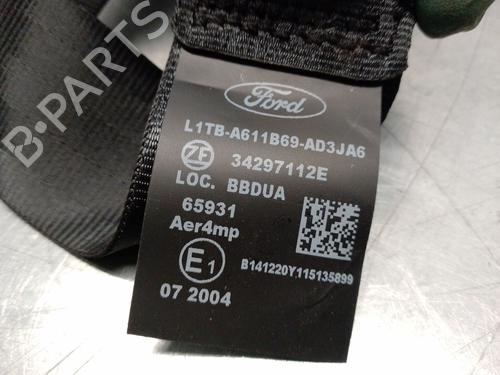 B-PARTS
Ford
L1TB-A611B69-AD3JA6
ZF 34297112E
LOC. BBDUA
65931
Aer4mp
E1
B141220Y115135899
07 2004